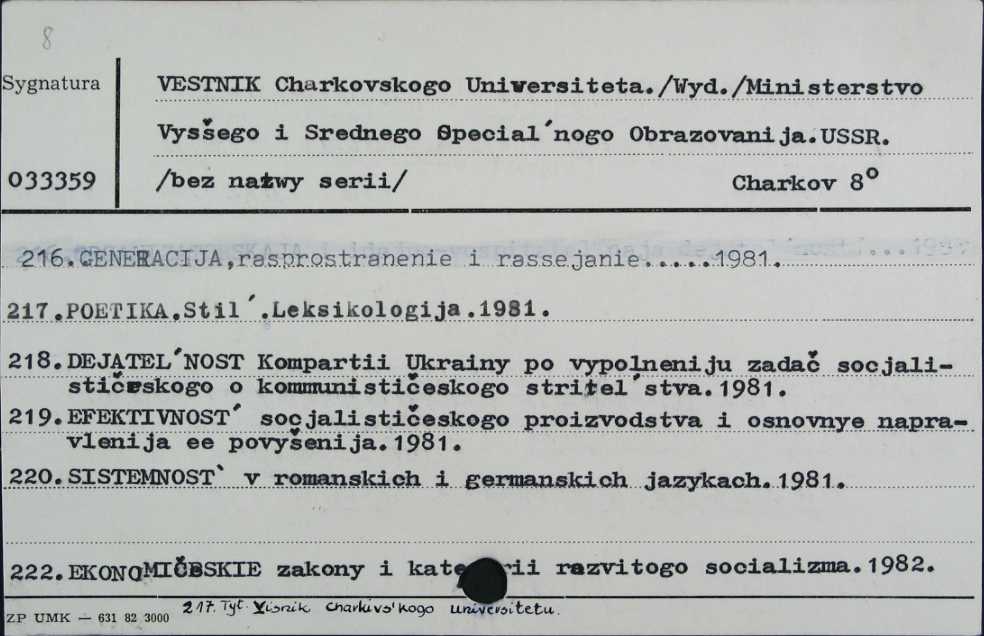 8
Sygnatura
VESTNIK Charkovskogo Universiteta./Wyd./Ministerstvo
Vysšego i Srednego Special´nogo Obrazovanija.USSR.
033359 /bez nazwy serii/ Charkov 8°
216.GENERACIJA,rasprostranenie i rassejanie.....1981.
217.POETIKA.Stil´.Leksikologija.1981.
218.DEJATEL´NOST Kompartii Ukrainy po vypolneniju zadač socjali-
stičeskogo o kommunističeskogo stritel´stva.1981.
219.EFEKTIVNOST´ socjalističeskogo proizvodstva i osnovnye napra-
vlenija ee povyšenija.1981.
220.SISTEMNOST` v romanskich i germanskich jazykach.1981.
222.EKONOMIČESKIE zakony i kate rii razvitogo socializma.1982.
217. Tyt. Visnik Charkivs'kogo universitetu.
ZP UMK — 631 82 3000